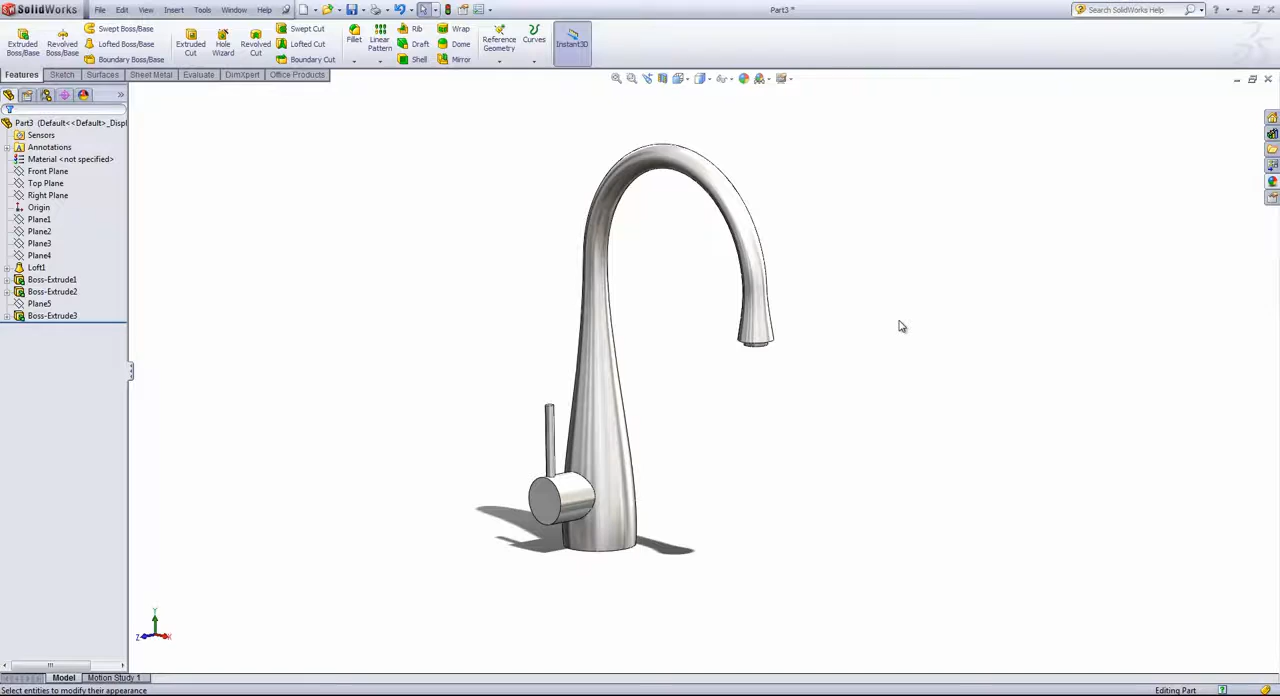 SolidWorks File Edit View Insert Tools Window Help Part3 * Search SolidWorks Help
Extruded Boss/Base
Revolved Boss/Base
Swept Boss/Base
Lofted Boss/Base
Boundary Boss/Base
Extruded Cut
Hole Wizard
Revolved Cut
Swept Cut
Lofted Cut
Boundary Cut
Fillet
Linear Pattern
Rib
Draft
Shell
Wrap
Dome
Mirror
Reference Geometry
Curves
Instant3D
Features Sketch Surfaces Sheet Metal Evaluate DimXpert Office Products
Part3 (Default<<Default>_Displ
Sensors
Annotations
Material <not specified>
Front Plane
Top Plane
Right Plane
Origin
Plane1
Plane2
Plane3
Plane4
Loft1
Boss-Extrude1
Boss-Extrude2
Plane5
Boss-Extrude3
Y
Z X
Model Motion Study 1
Select entities to modify their appearance Editing Part